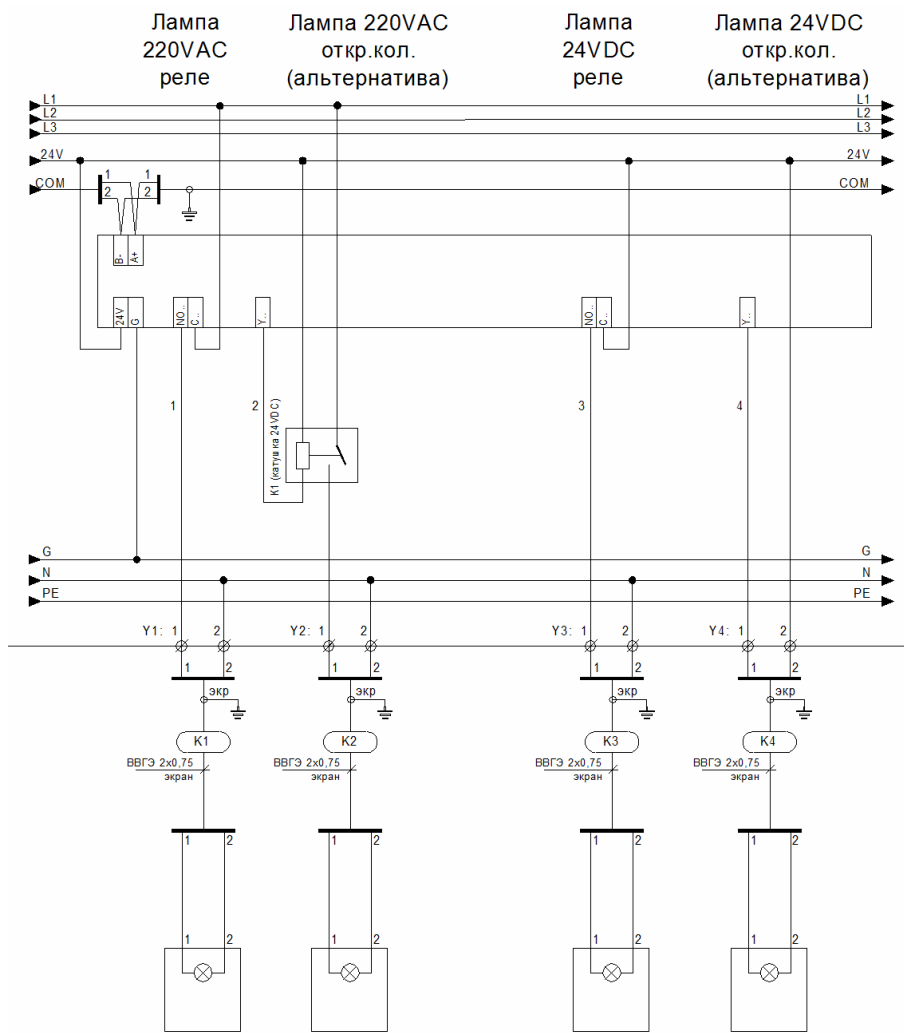 Лампа 220VAC реле
Лампа 220VAC откр.кол. (альтернатива)
Лампа 24VDC реле
Лампа 24VDC откр.кол. (альтернатива)
L1 L1
L2 L2
L3 L3
24V 24V
COM 1 1 COM
2 2
B- A+
24V G NO.. C.. Y.. NO.. C.. Y..
1 2 3 4
K1 (катушка 24VDC)
G G
N N
PE
Y1: 1 2 Y2: 1 2 Y3: 1 2 Y4: 1 2
1 2 1 2 1 2 1 2
экр экр экр экр
K1 K2 K3 K4
ВВГЭ 2x0,75 ВВГЭ 2x0,75 ВВГЭ 2x0,75 ВВГЭ 2x0,75
экран экран экран экран
1 2 1 2 1 2 1 2
1 2 1 2 1 2 1 2